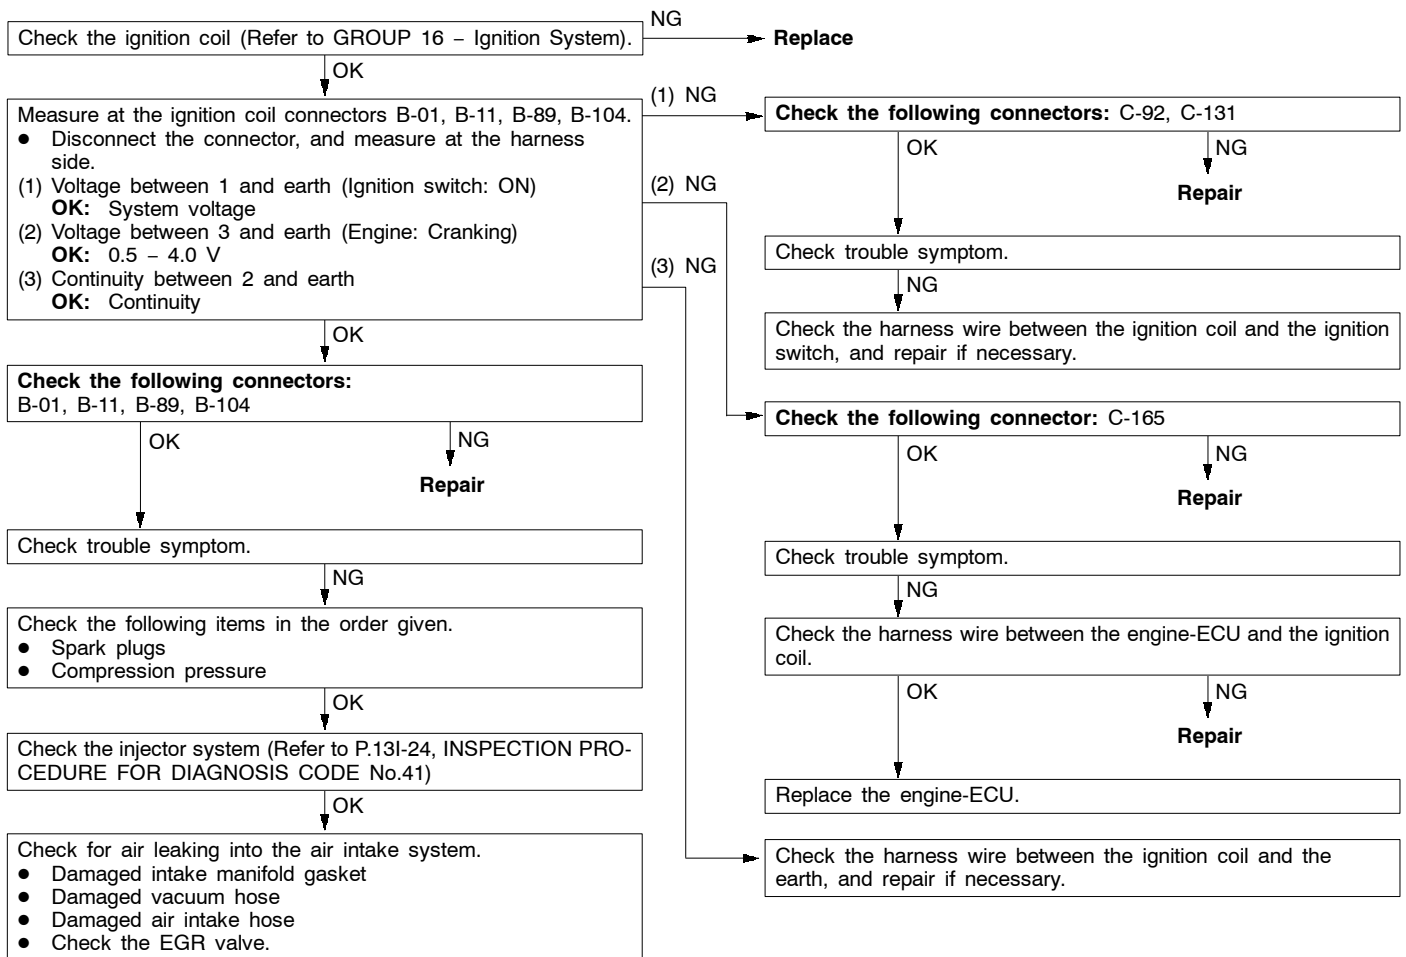 Check the ignition coil (Refer to GROUP 16 – Ignition System).
NG
Replace
OK
Measure at the ignition coil connectors B-01, B-11, B-89, B-104.
● Disconnect the connector, and measure at the harness
side.
(1) Voltage between 1 and earth (Ignition switch: ON)
OK: System voltage
(2) Voltage between 3 and earth (Engine: Cranking)
OK: 0.5 – 4.0 V
(3) Continuity between 2 and earth
OK: Continuity
OK
Check the following connectors:
B-01, B-11, B-89, B-104
OK
NG
Repair
Check trouble symptom.
NG
Check the following items in the order given.
● Spark plugs
● Compression pressure
OK
Check the injector system (Refer to P.13I-24, INSPECTION PRO-
CEDURE FOR DIAGNOSIS CODE No.41)
OK
Check for air leaking into the air intake system.
● Damaged intake manifold gasket
● Damaged vacuum hose
● Damaged air intake hose
● Check the EGR valve.
(1) NG
Check the following connectors: C-92, C-131
OK
NG
Repair
Check trouble symptom.
NG
Check the harness wire between the ignition coil and the ignition
switch, and repair if necessary.
(2) NG
Check the following connector: C-165
OK
NG
Repair
Check trouble symptom.
NG
Check the harness wire between the engine-ECU and the ignition
coil.
OK
NG
Repair
Replace the engine-ECU.
(3) NG
Check the harness wire between the ignition coil and the
earth, and repair if necessary.